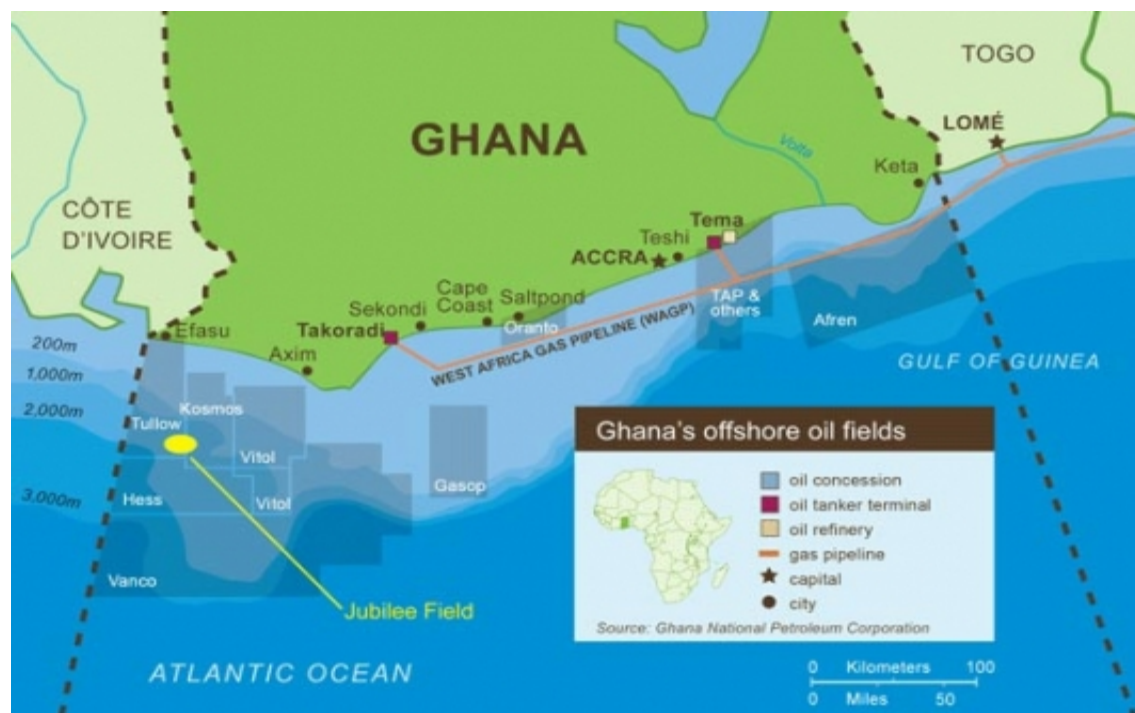 TOGO
LOMÉ
GHANA
Volta
Keta
CÔTE
D'IVOIRE
Tema
Teshi
ACCRA
Cape
Coast
Saltpond
Sekondi
Takoradi
Oranto
TAP &
others
Afren
Efasu
Axim
WEST AFRICA GAS PIPELINE (WAGP)
GULF OF GUINEA
200m
1,000m
2,000m
3,000m
Kosmos
Tullow
Vitol
Vitol
Hess
Gasop
Vanco
Jubilee Field
ATLANTIC OCEAN
Ghana's offshore oil fields
oil concession
oil tanker terminal
oil refinery
gas pipeline
capital
city
Source: Ghana National Petroleum Corporation
0 Kilometers 100
0 Miles 50